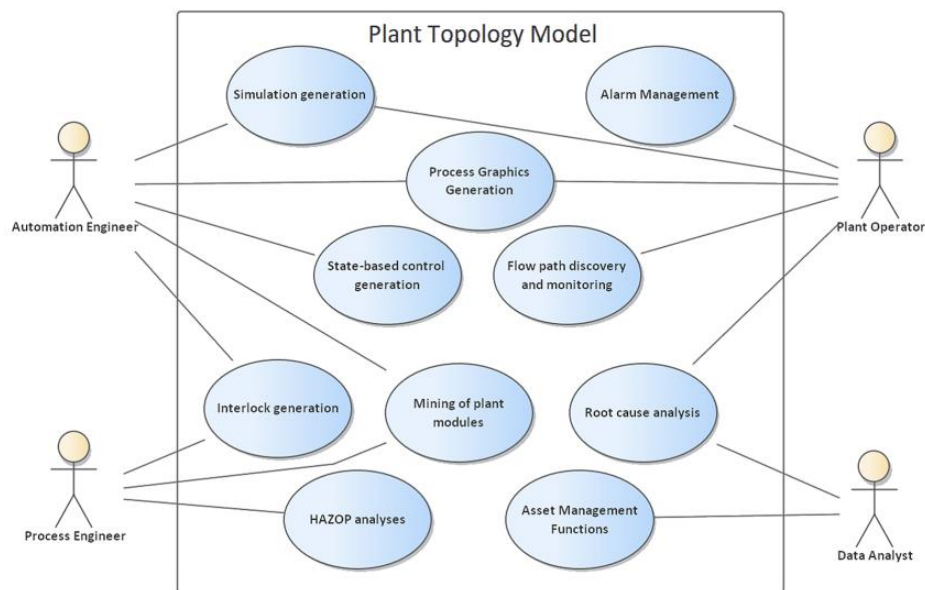 Plant Topology Model
Simulation generation
Alarm Management
Process Graphics
Generation
Automation Engineer
Plant Operator
State-based control
generation
Flow path discovery
and monitoring
Interlock generation
Mining of plant
modules
Root cause analysis
HAZOP analyses
Asset Management
Functions
Process Engineer
Data Analyst